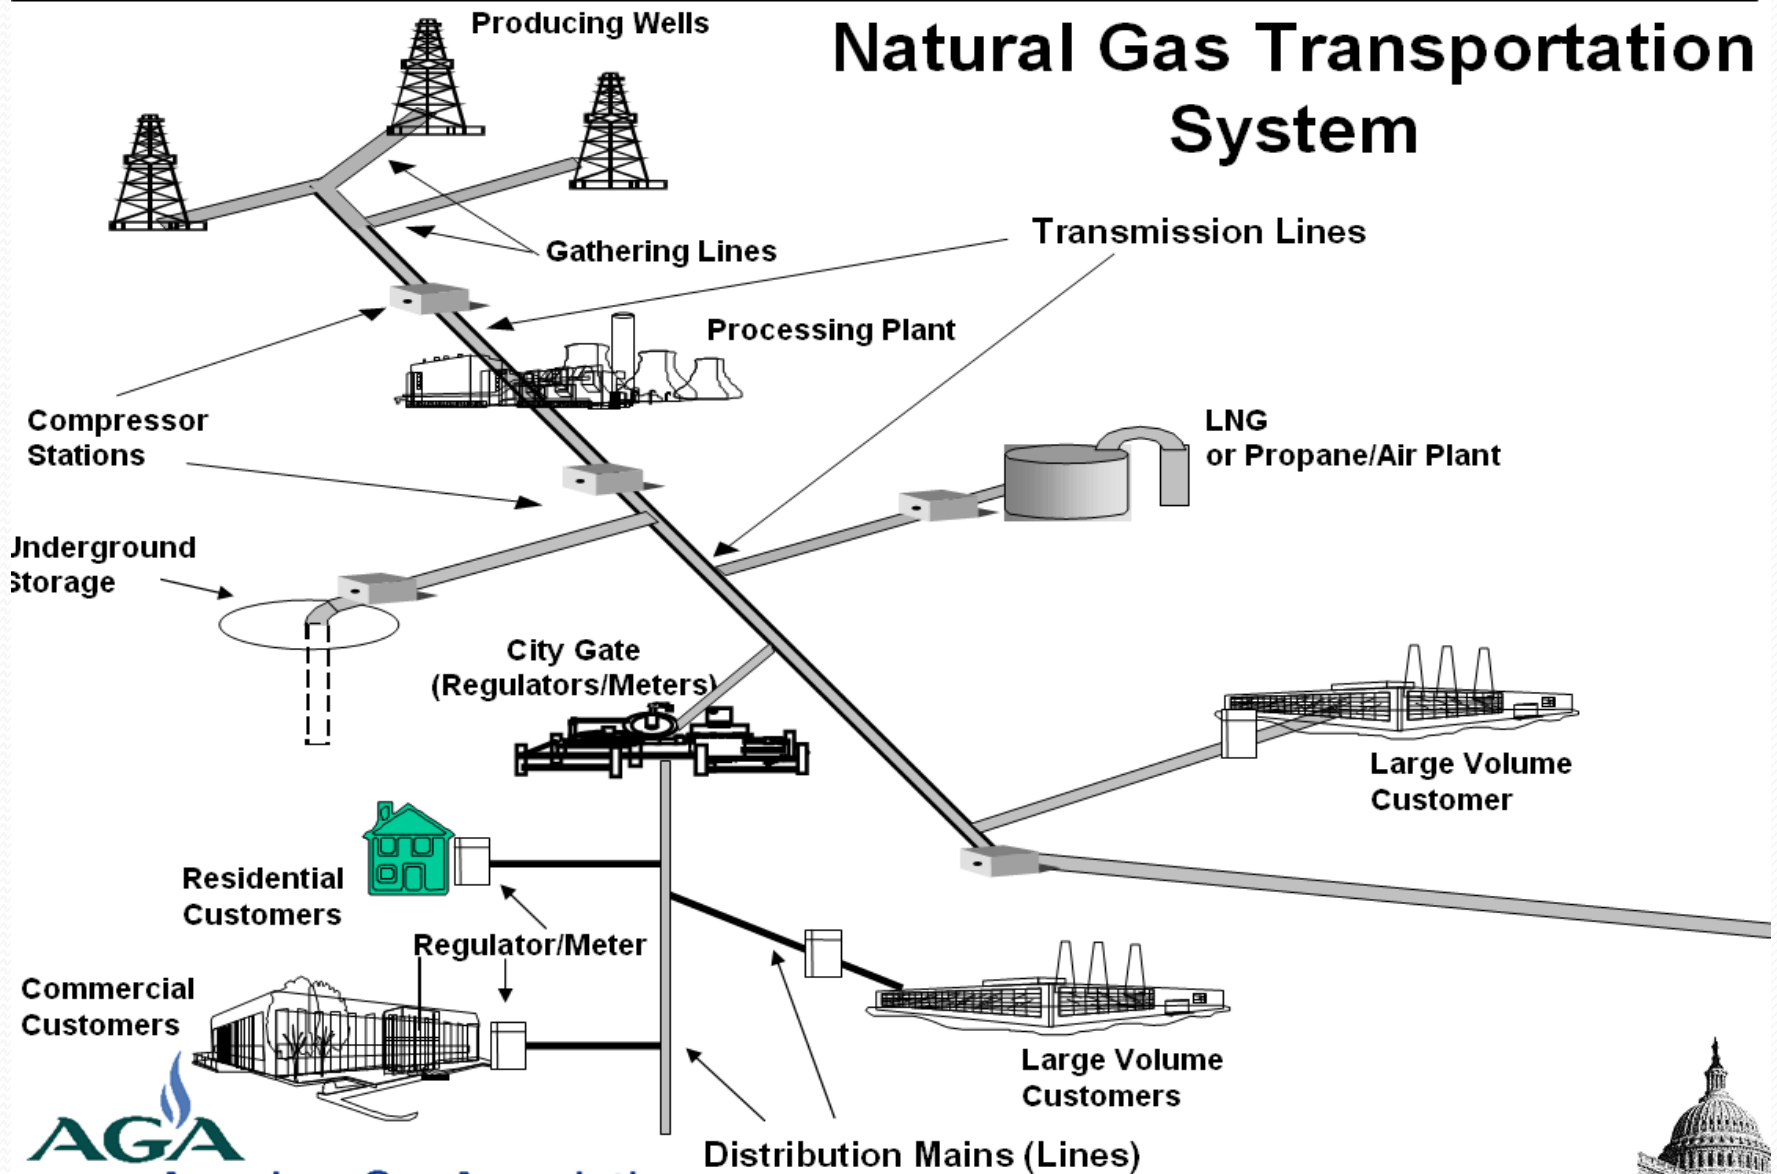 Producing Wells
Natural Gas Transportation
System
Gathering Lines
Transmission Lines
Processing Plant
Compressor
Stations
LNG
or Propane/Air Plant
Underground
Storage
City Gate
(Regulators/Meters)
Large Volume
Customer
Residential
Customers
Regulator/Meter
Commercial
Customers
Large Volume
Customers
AGA
Distribution Mains (Lines)